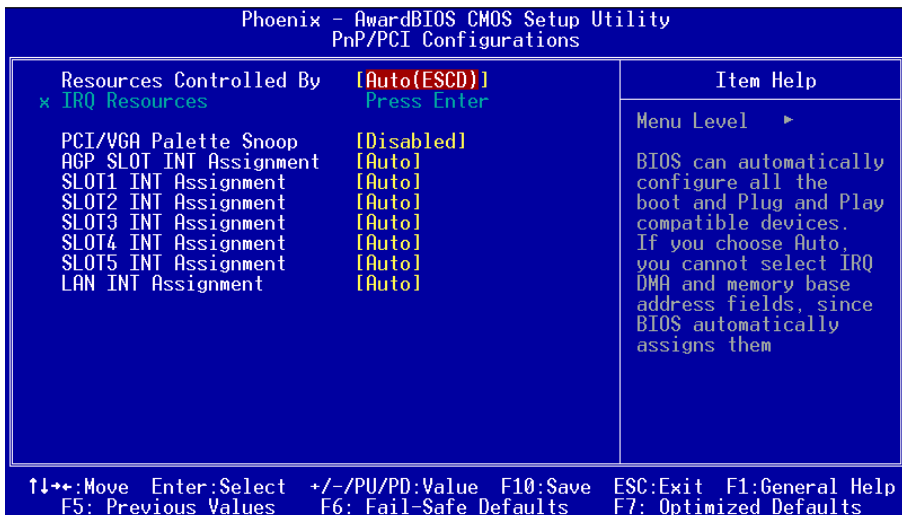 Phoenix - AwardBIOS CMOS Setup Utility
PnP/PCI Configurations
Resources Controlled By [Auto(ESCD)]
x IRQ Resources Press Enter
PCI/VGA Palette Snoop [Disabled]
AGP SLOT INT Assignment [Auto]
SLOT1 INT Assignment [Auto]
SLOT2 INT Assignment [Auto]
SLOT3 INT Assignment [Auto]
SLOT4 INT Assignment [Auto]
SLOT5 INT Assignment [Auto]
LAN INT Assignment [Auto]
Item Help
Menu Level ►
BIOS can automatically
configure all the
boot and Plug and Play
compatible devices.
If you choose Auto,
you cannot select IRQ
DMA and memory base
address fields, since
BIOS automatically
assigns them
↑↓→←:Move Enter:Select +/-/PU/PD:Value F10:Save ESC:Exit F1:General Help
F5: Previous Values F6: Fail-Safe Defaults F7: Optimized Defaults